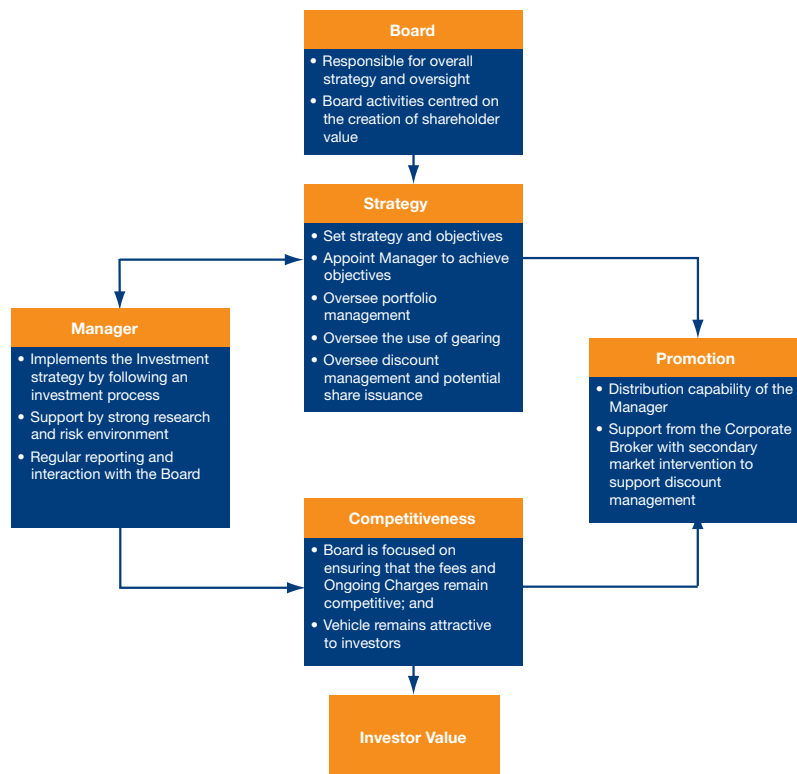 Board
• Responsible for overall
strategy and oversight
• Board activities centred on
the creation of shareholder
value
Strategy
• Set strategy and objectives
• Appoint Manager to achieve
objectives
• Oversee portfolio
management
• Oversee the use of gearing
• Oversee discount
management and potential
share issuance
Manager
• Implements the Investment
strategy by following an
investment process
• Support by strong research
and risk environment
• Regular reporting and
interaction with the Board
Promotion
• Distribution capability of the
Manager
• Support from the Corporate
Broker with secondary
market intervention to
support discount
management
Competitiveness
• Board is focused on
ensuring that the fees and
Ongoing Charges remain
competitive; and
• Vehicle remains attractive
to investors
Investor Value